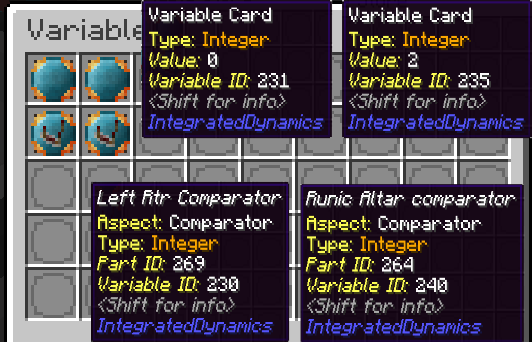 Variable
Variable Card
Type: Integer
Value: 0
Variable ID: 231
<Shift for info>
IntegratedDynamics
Variable Card
Type: Integer
Value: 2
Variable ID: 235
<Shift for info>
IntegratedDynamics
Left Rtr Comparator
Aspect: Comparator
Type: Integer
Part ID: 269
Variable ID: 230
<Shift for info>
IntegratedDynamics
Runic Altar comparator
Aspect: Comparator
Type: Integer
Part ID: 264
Variable ID: 240
<Shift for info>
IntegratedDynamics